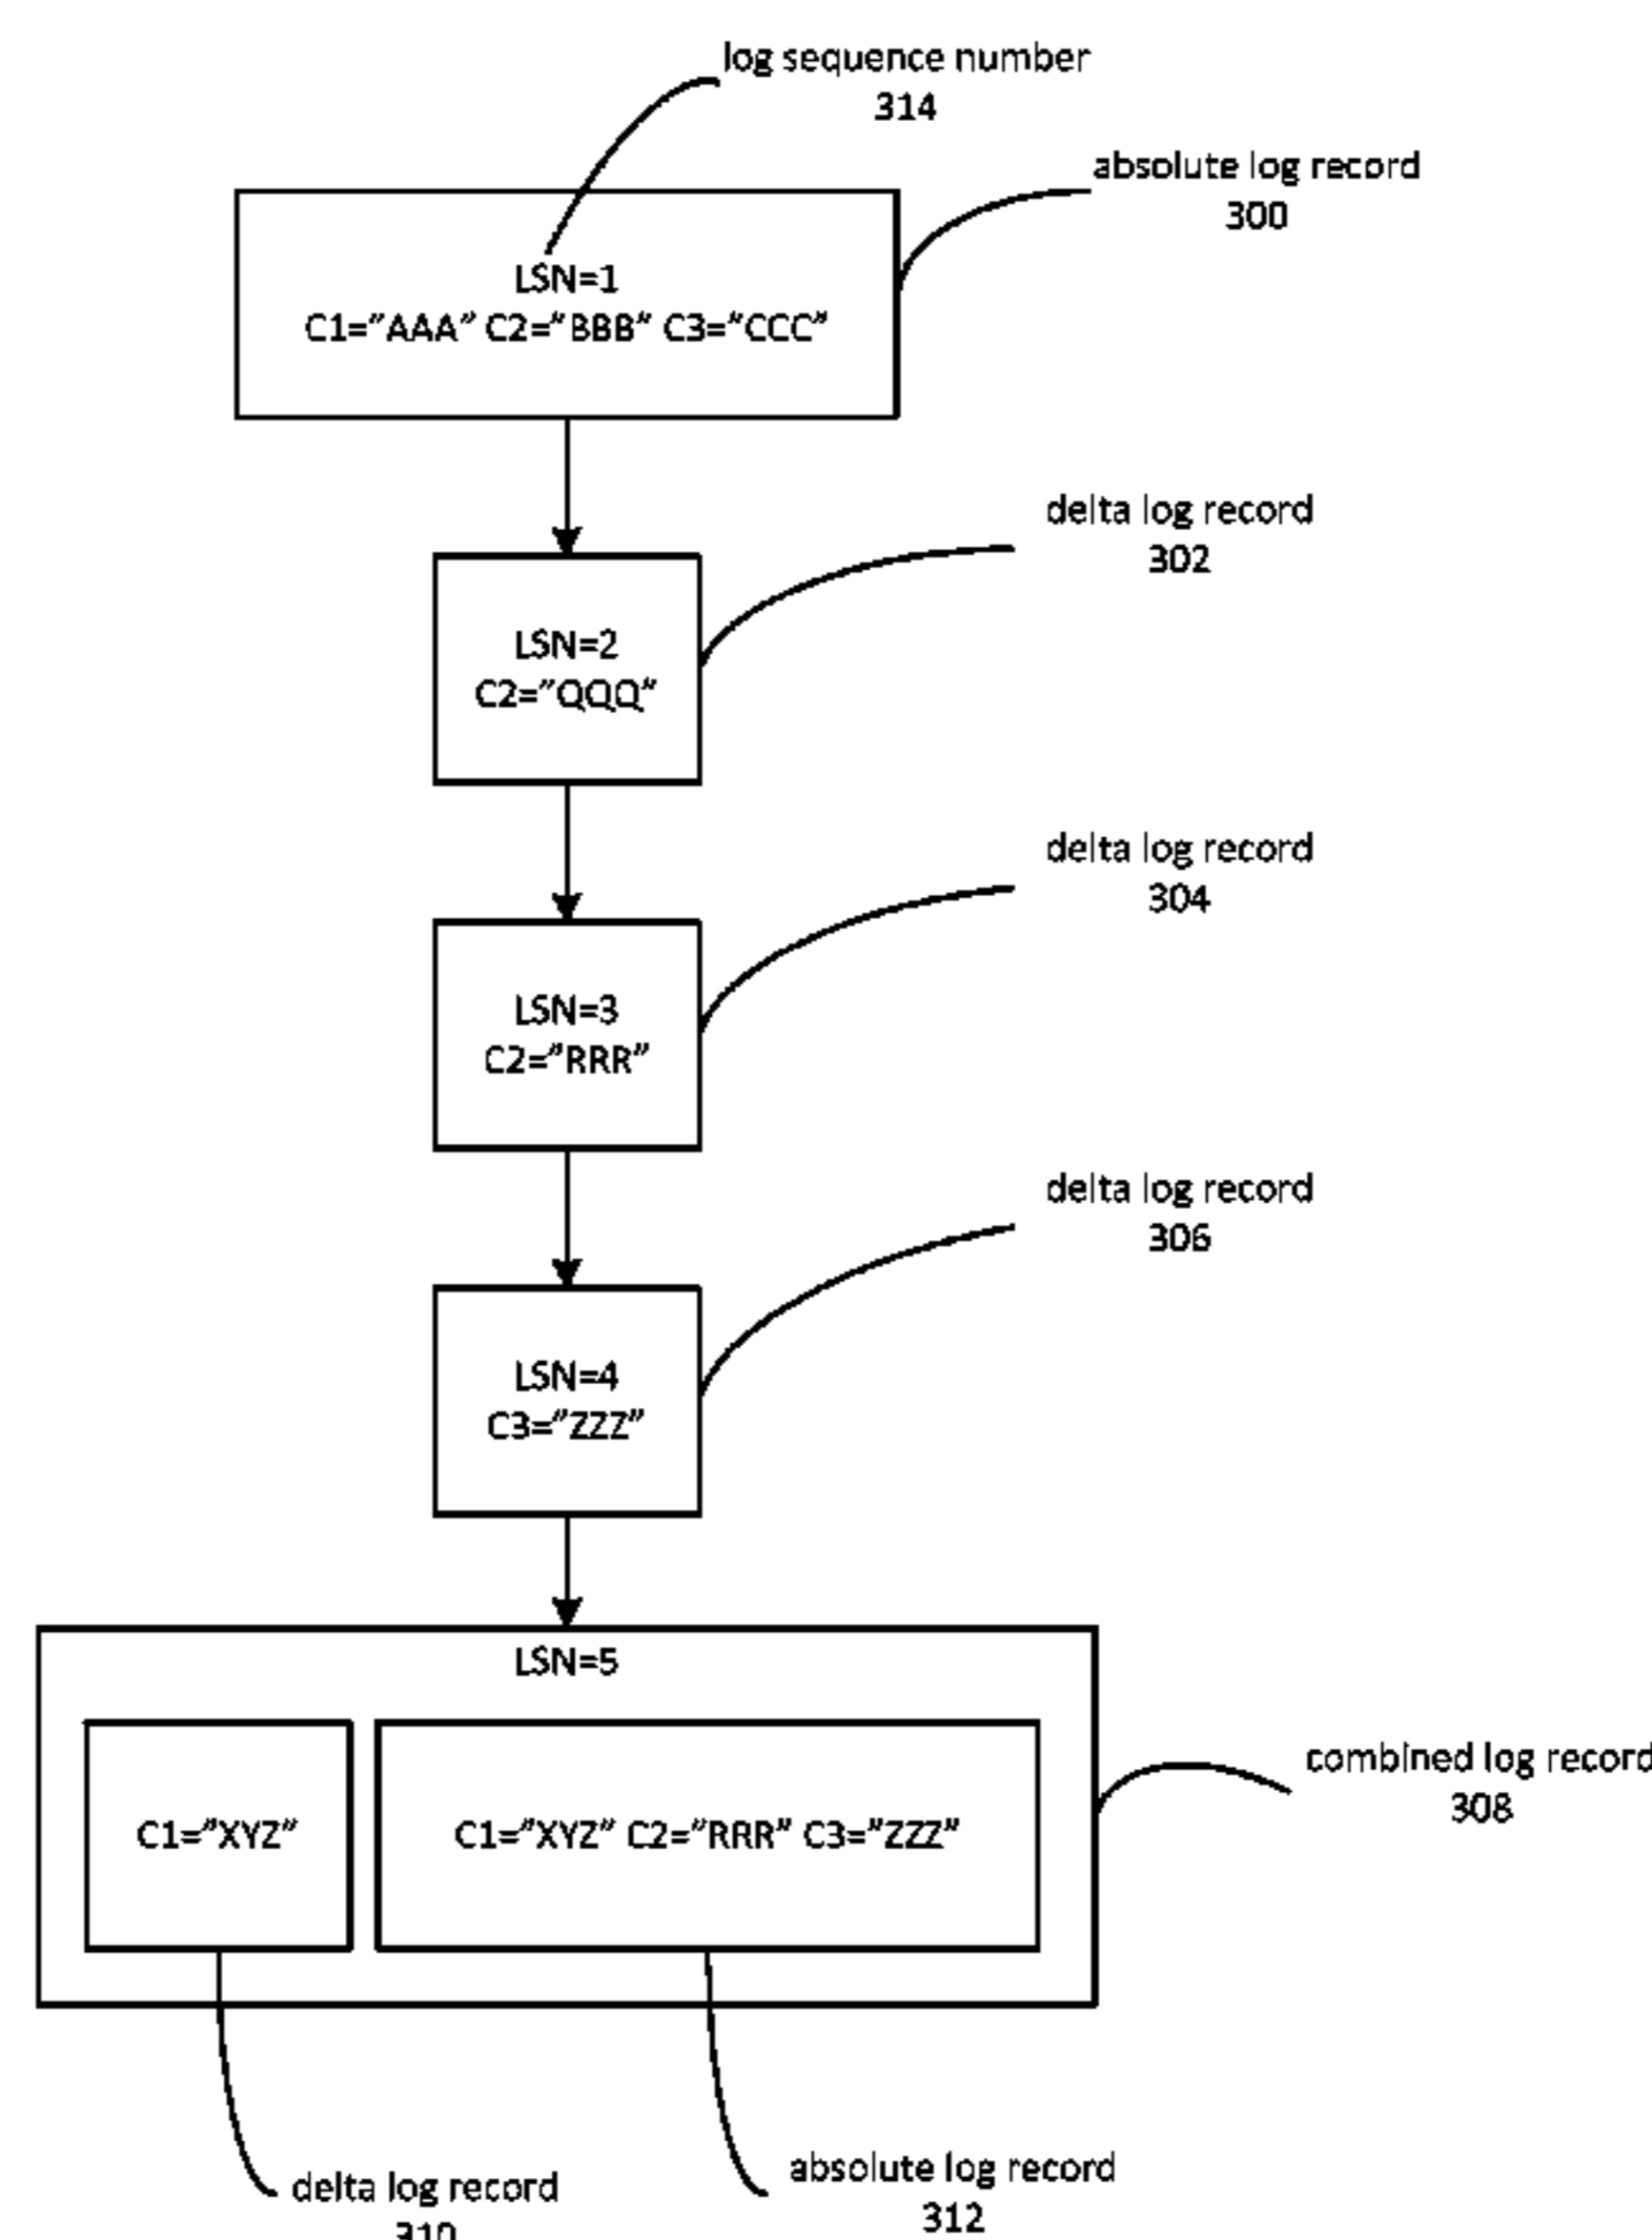 log sequence number
314
absolute log record
300
LSN=1
C1="AAA" C2="BBB" C3="CCC"
delta log record
302
LSN=2
C2="QQQ"
delta log record
304
LSN=3
C2="RRR"
delta log record
306
LSN=4
C3="ZZZ"
LSN=5
combined log record
308
C1="XYZ"
C1="XYZ" C2="RRR" C3="ZZZ"
delta log record
310
absolute log record
312